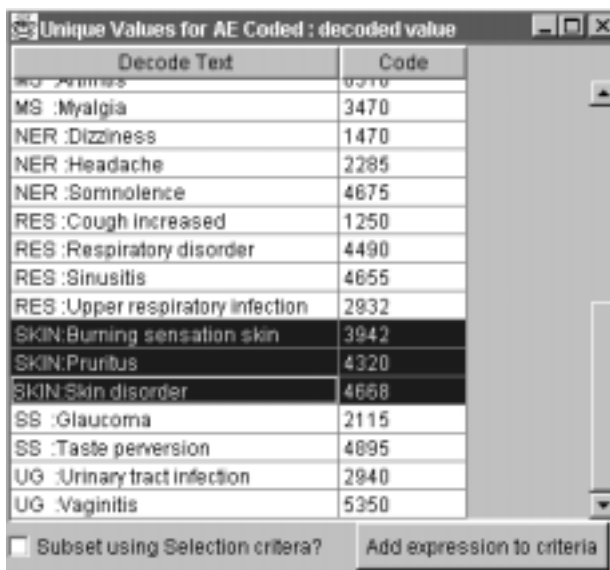 Unique Values for AE Coded : decoded value
Decode Text Code
MS :Myalgia 3470
NER :Dizziness 1470
NER :Headache 2285
NER :Somnolence 4675
RES :Cough increased 1250
RES :Respiratory disorder 4490
RES :Sinusitis 4655
RES :Upper respiratory infection 2932
SKIN:Burning sensation skin 3942
SKIN:Pruritus 4320
SKIN:Skin disorder 4668
SS :Glaucoma 2115
SS :Taste perversion 4895
UG :Urinary tract infection 2940
UG :Vaginitis 5350
Subset using Selection critera? Add expression to criteria